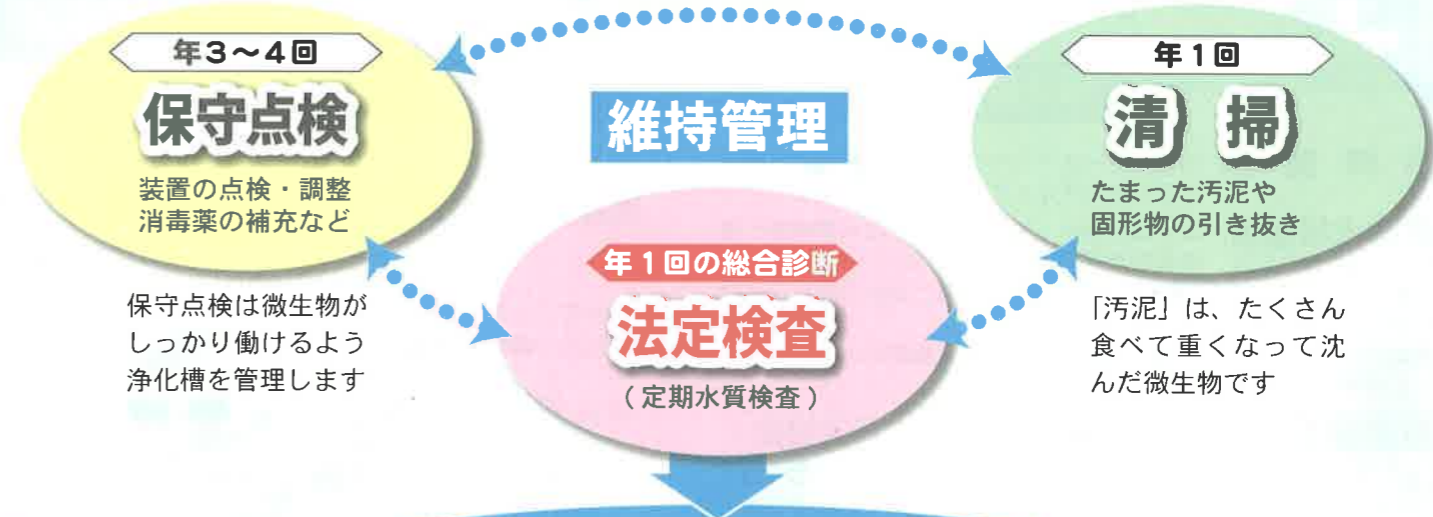 年3～4回
保守点検
装置の点検・調整
消毒薬の補充など
保守点検は微生物が
しっかり働けるよう
浄化槽を管理します
維持管理
年1回
清 掃
たまった汚泥や
固形物の引き抜き
「汚泥」は、たくさん
食べて重くなって沈
んだ微生物です
年1回の総合診断
法定検査
（定期水質検査）